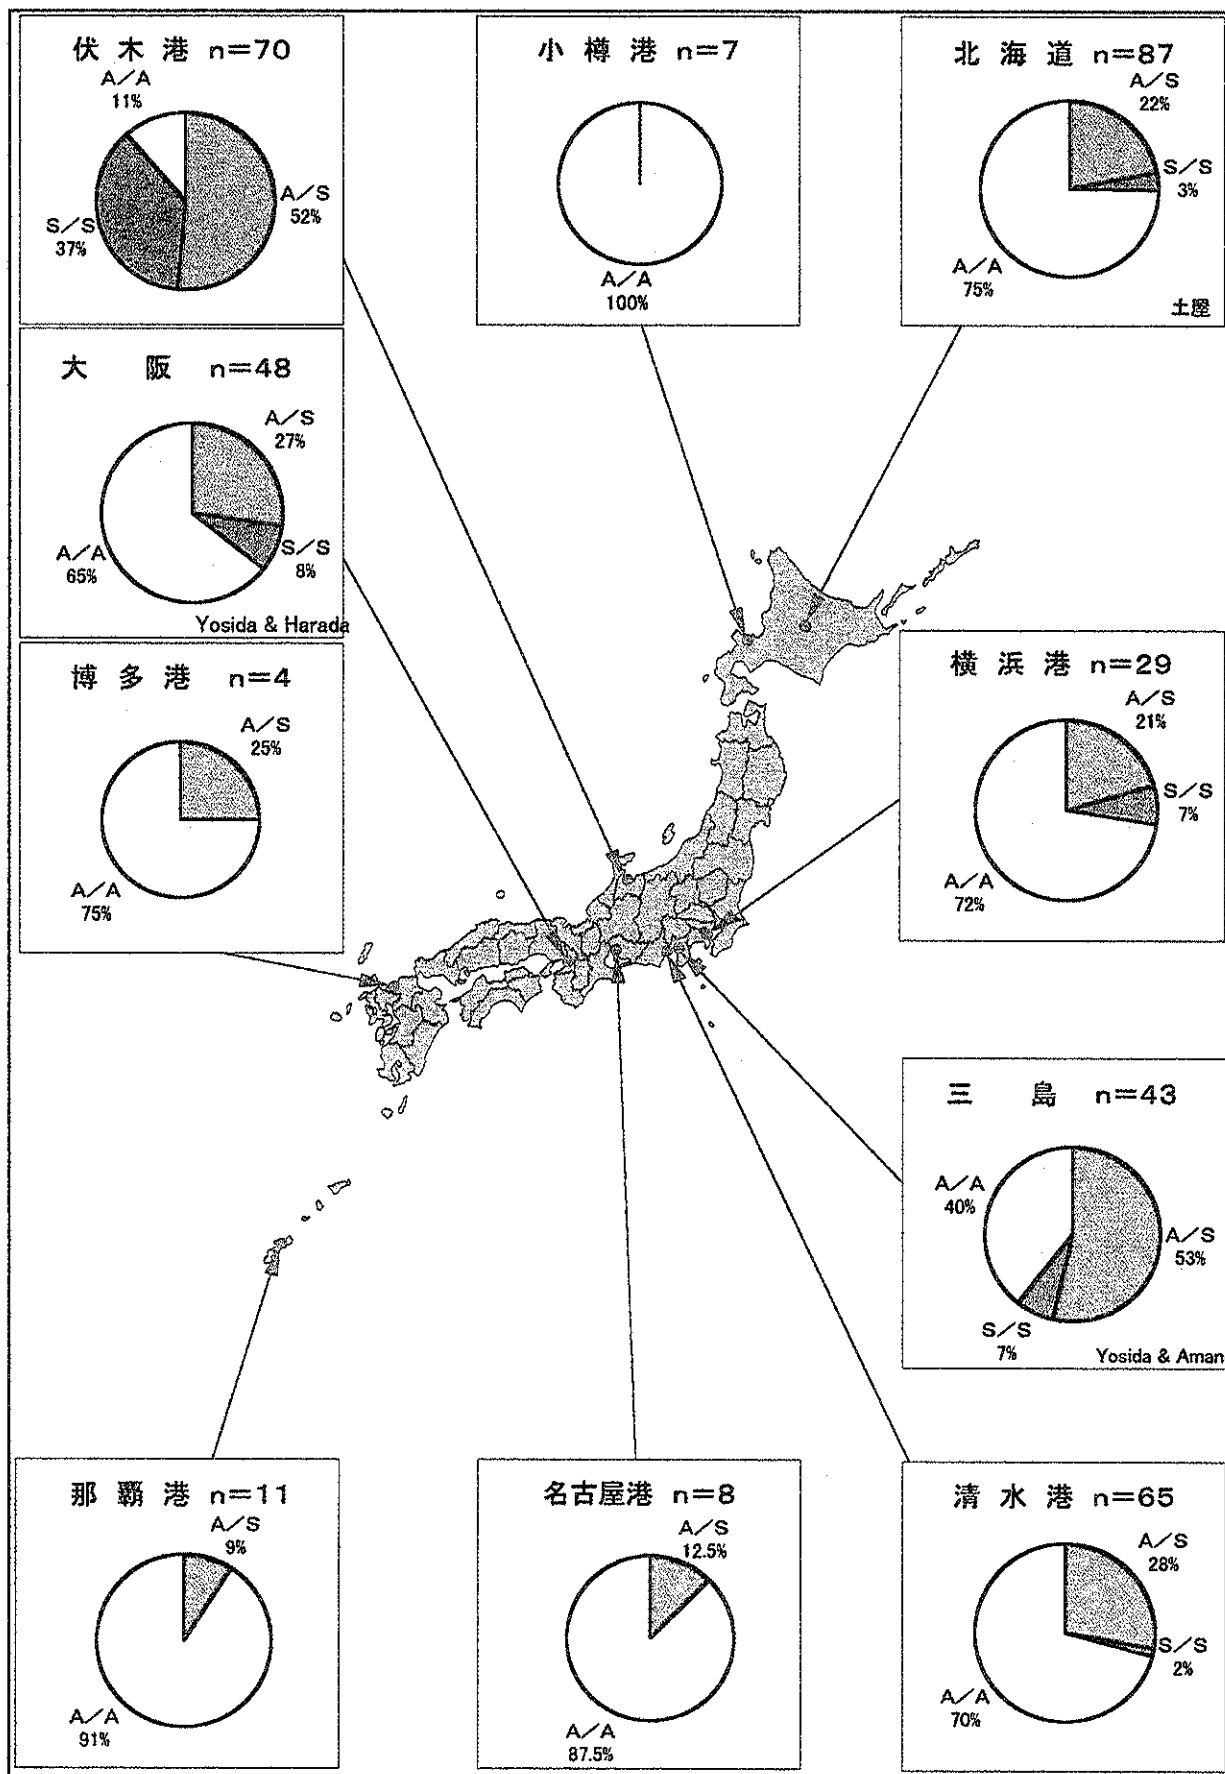 伏木港 n=70
A/A
11%
A/S
52%
S/S
37%
小樽港 n=7
A/A
100%
北海道 n=87
A/S
22%
S/S
3%
A/A
75%
土屋
大 阪 n=48
A/S
27%
S/S
8%
A/A
65%
Yosida & Harada
博多港 n=4
A/S
25%
A/A
75%
横浜港 n=29
A/S
21%
S/S
7%
A/A
72%
三 島 n=43
A/A
40%
A/S
53%
S/S
7%
Yosida & Aman
那覇港 n=11
A/S
9%
A/A
91%
名古屋港 n=8
A/S
12.5%
A/A
87.5%
清水港 n=65
A/S
28%
S/S
2%
A/A
70%